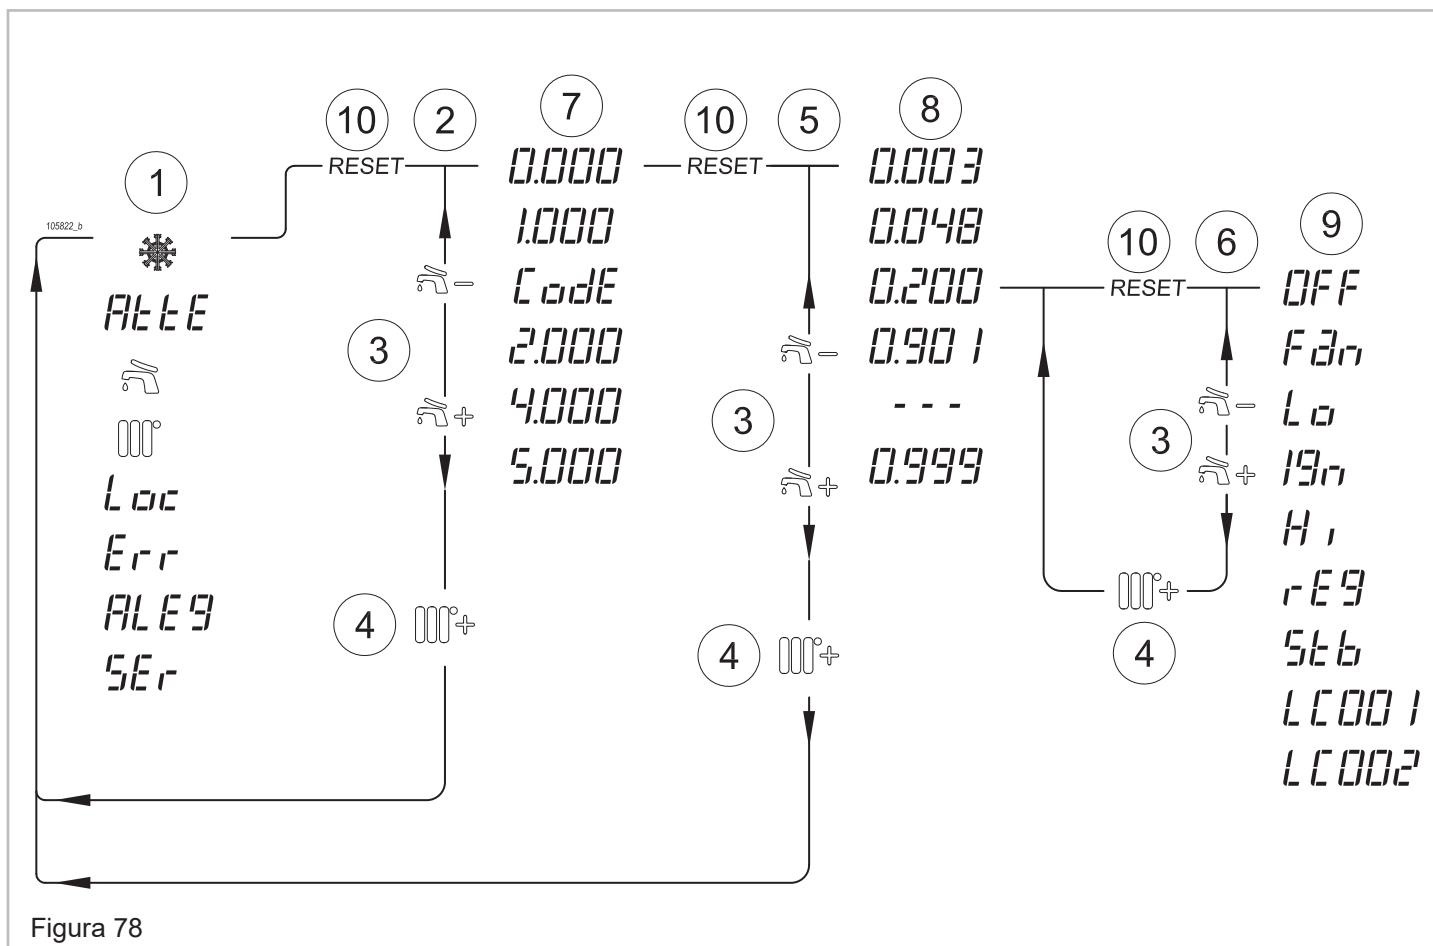 1
105822_b
AttE
Loc
Err
ALEg
SEr
10
RESET
2
3
4
7
0.000
1.000
CodE
2.000
4.000
5.000
10
RESET
5
3
4
8
0.003
0.048
0.200
0.901
- - -
0.999
10
RESET
6
3
4
9
OFF
Fan
Lo
Ign
Hi
rEg
Stb
LC001
LC002
Figura 78